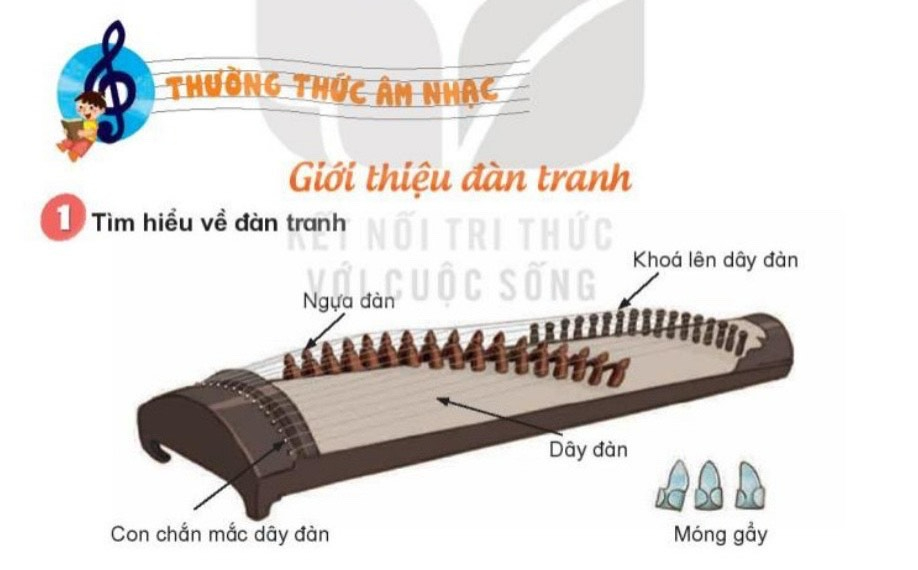 THƯỜNG THỨC ÂM NHẠC
Giới thiệu đàn tranh
1 Tìm hiểu về đàn tranh
KẾT NỐI TRI THỨC
VỚI CUỘC SỐNG
Khoá lên dây đàn
Ngựa đàn
Dây đàn
Con chắn mắc dây đàn
Móng gẩy